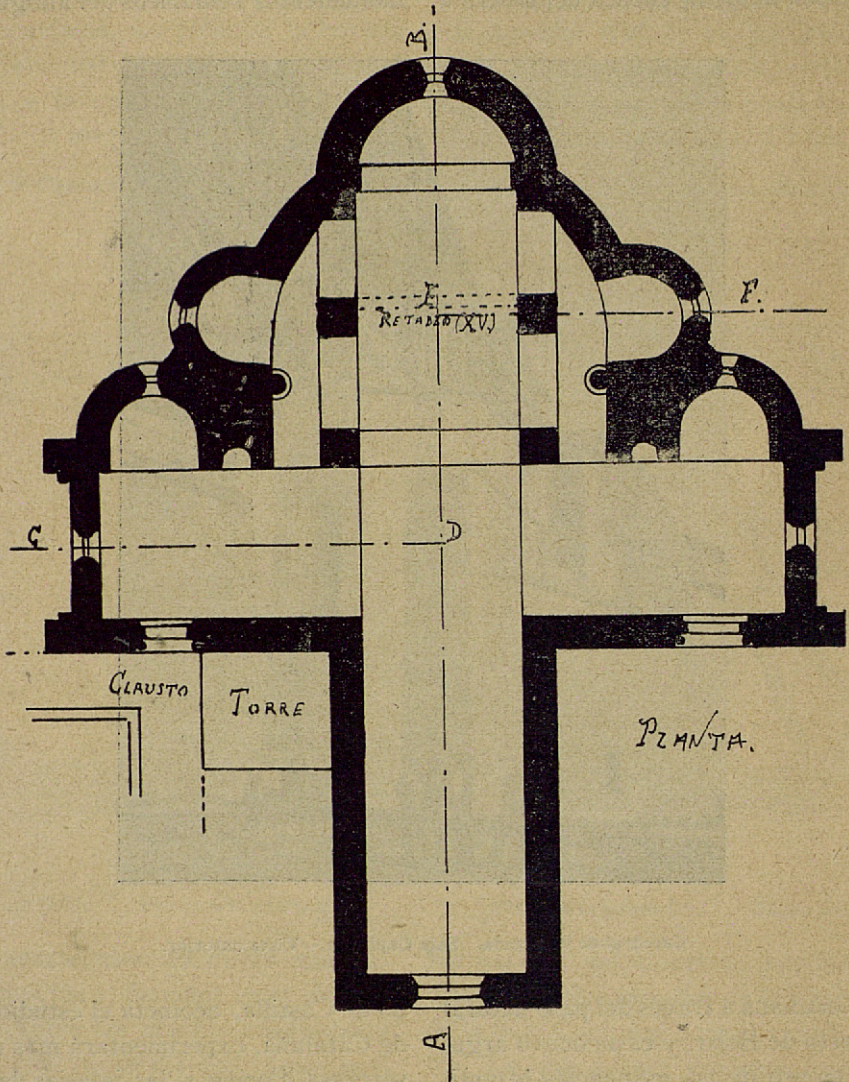 B.
E
F.
RETABLO (XV.)
C
D
CLAUSTO
TORRE
PLANTA.
A